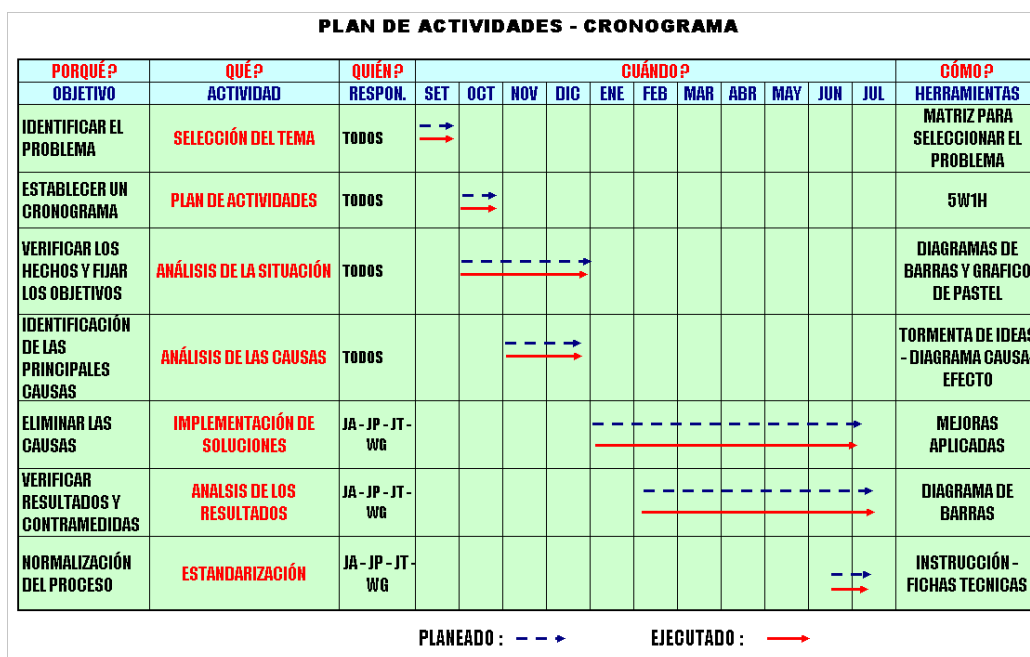 PLAN DE ACTIVIDADES - CRONOGRAMA
PORQUÉ? QUÉ? QUIÉN? CUÁNDO? CÓMO?
OBJETIVO ACTIVIDAD RESPON. SET OCT NOV DIC ENE FEB MAR ABR MAY JUN JUL HERRAMIENTAS
IDENTIFICAR EL
PROBLEMA
SELECCIÓN DEL TEMA
TODOS
MATRIZ PARA
SELECCIONAR EL
PROBLEMA
ESTABLECER UN
CRONOGRAMA
PLAN DE ACTIVIDADES
TODOS
5W1H
VERIFICAR LOS
HECHOS Y FIJAR
LOS OBJETIVOS
ANÁLISIS DE LA SITUACIÓN
TODOS
DIAGRAMAS DE
BARRAS Y GRAFICO
DE PASTEL
IDENTIFICACIÓN
DE LAS
PRINCIPALES
CAUSAS
ANÁLISIS DE LAS CAUSAS
TODOS
TORMENTA DE IDEAS
- DIAGRAMA CAUSA
EFECTO
ELIMINAR LAS
CAUSAS
IMPLEMENTACIÓN DE
SOLUCIONES
JA - JP - JT -
WG
MEJORAS
APLICADAS
VERIFICAR
RESULTADOS Y
CONTRAMEDIDAS
ANALSIS DE LOS
RESULTADOS
JA - JP - JT -
WG
DIAGRAMA DE
BARRAS
NORMALIZACIÓN
DEL PROCESO
ESTANDARIZACIÓN
JA - JP - JT -
WG
INSTRUCCIÓN -
FICHAS TECNICAS
PLANEADO : EJECUTADO :